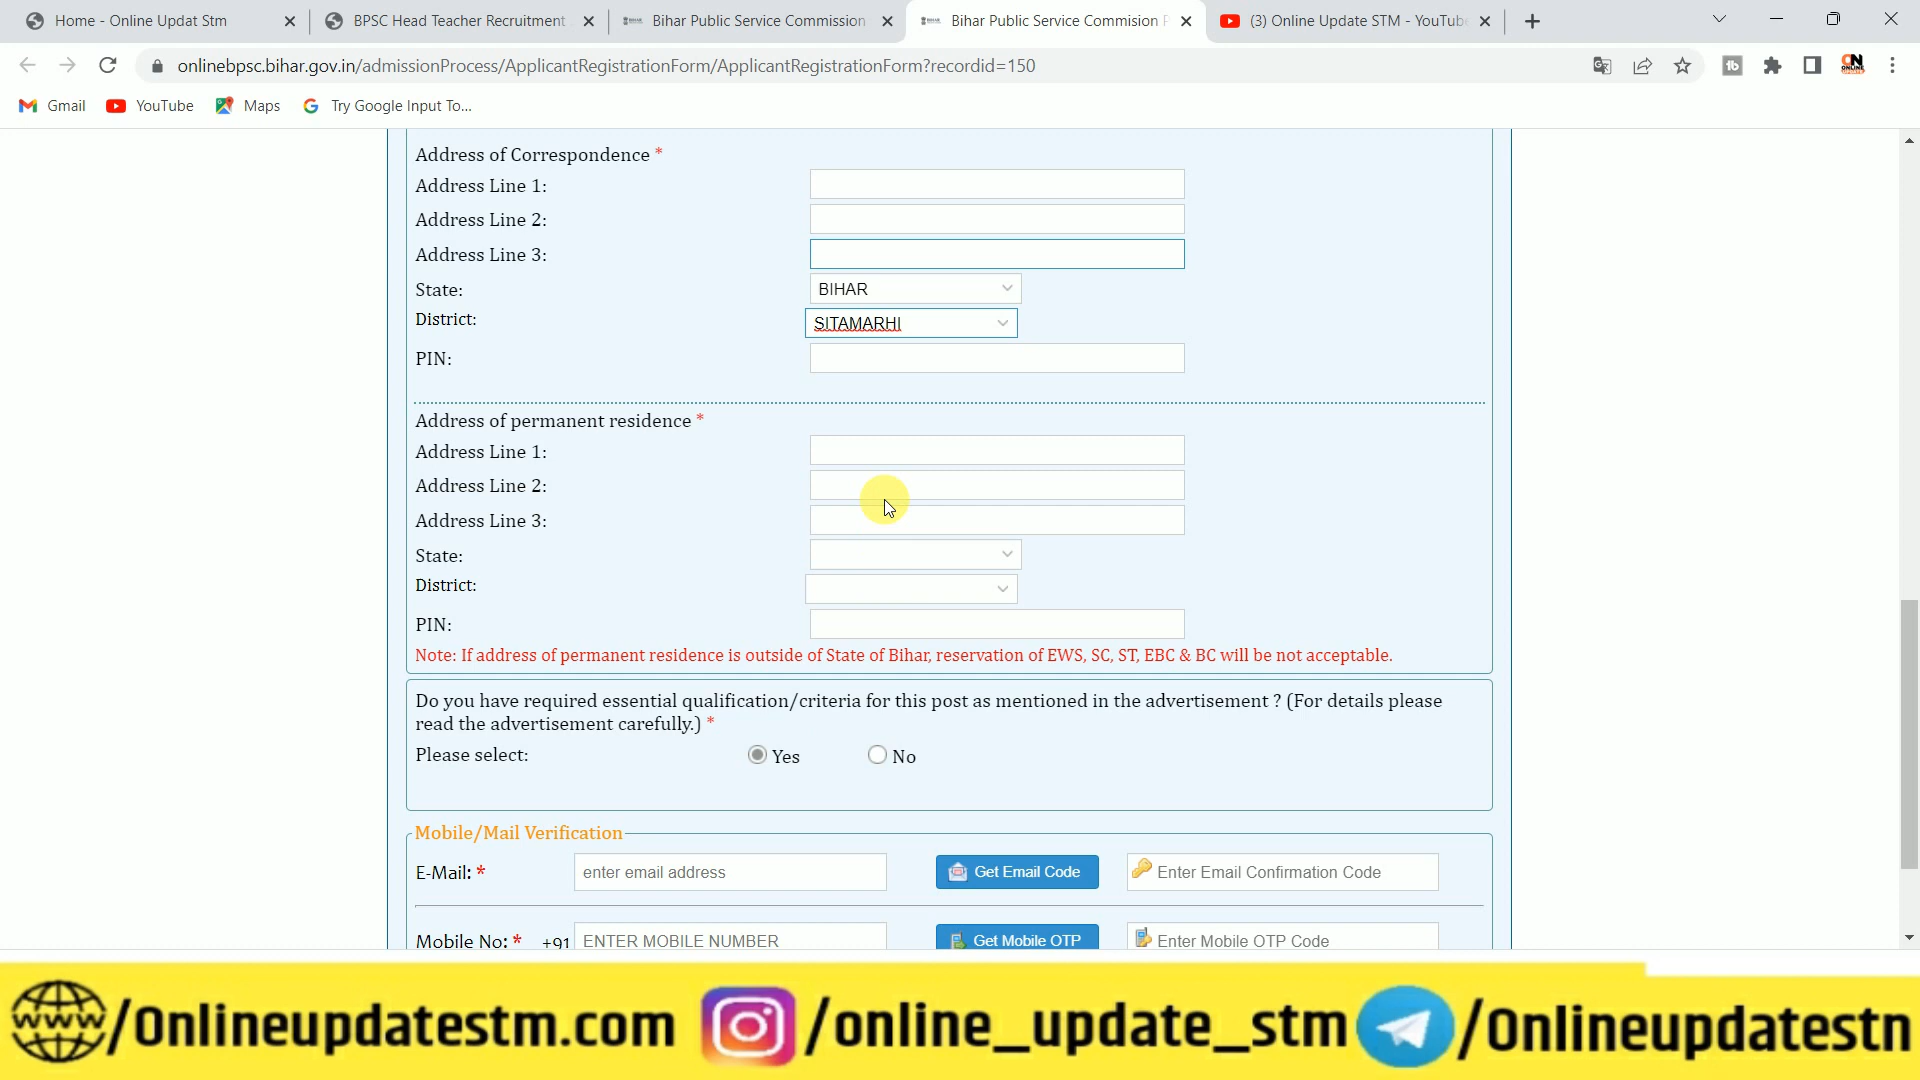 Home - Online Updat Stm
BPSC Head Teacher Recruitment
Bihar Public Service Commission
Bihar Public Service Commision P
(3) Online Update STM - YouTube
onlinebpsc.bihar.gov.in/admissionProcess/ApplicantRegistrationForm/ApplicantRegistrationForm?recordid=150
Gmail
YouTube
Maps
Try Google Input To...
Address of Correspondence *
Address Line 1:
Address Line 2:
Address Line 3:
State: BIHAR
District: SITAMARHI
PIN:
Address of permanent residence *
Address Line 1:
Address Line 2:
Address Line 3:
State:
District:
PIN:
Note: If address of permanent residence is outside of State of Bihar, reservation of EWS, SC, ST, EBC & BC will be not acceptable.
Do you have required essential qualification/criteria for this post as mentioned in the advertisement ? (For details please
read the advertisement carefully.) *
Please select: Yes No
Mobile/Mail Verification
E-Mail: * enter email address Get Email Code Enter Email Confirmation Code
Mobile No: * +91 ENTER MOBILE NUMBER Get Mobile OTP Enter Mobile OTP Code
www /Onlineupdatestm.com /online_update_stm /Onlineupdatestn